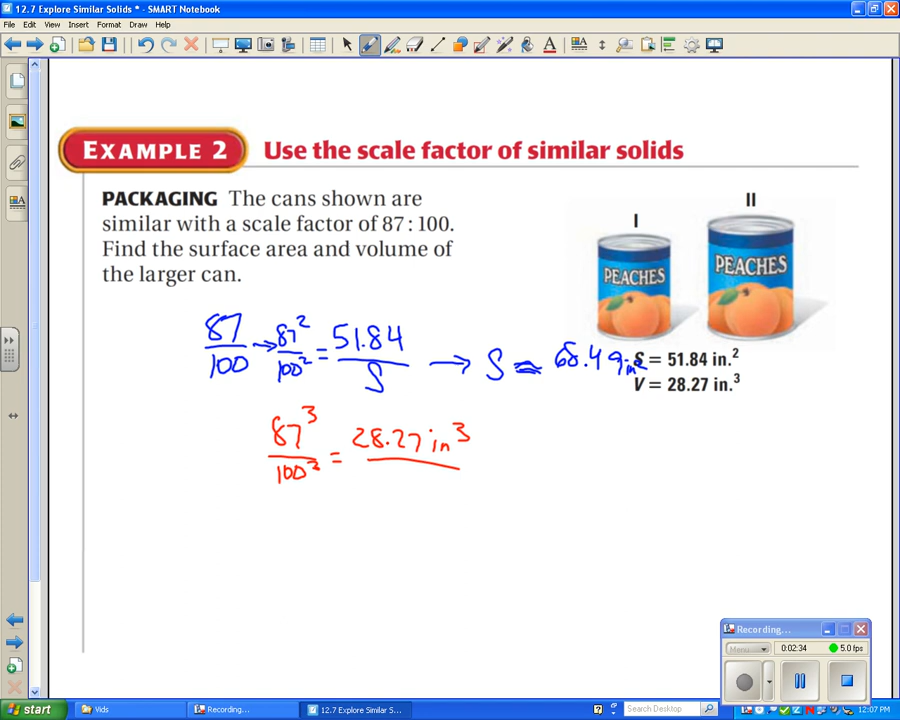 12.7 Explore Similar Solids * - SMART Notebook
File Edit View Insert Format Draw Help
EXAMPLE 2 Use the scale factor of similar solids
PACKAGING The cans shown are
similar with a scale factor of 87 : 100.
Find the surface area and volume of
the larger can.
I
II
PEACHES
PEACHES
S = 51.84 in.²
V = 28.27 in.³
87/100 → 87²/100² = 51.84/S → S ≈ 68.49 in²
87³/100³ = 28.27 in³
Recording...
Menu 0:02:34 5.0 fps
start Vids Recording... 12.7 Explore Similar S... Search Desktop 12:07 PM